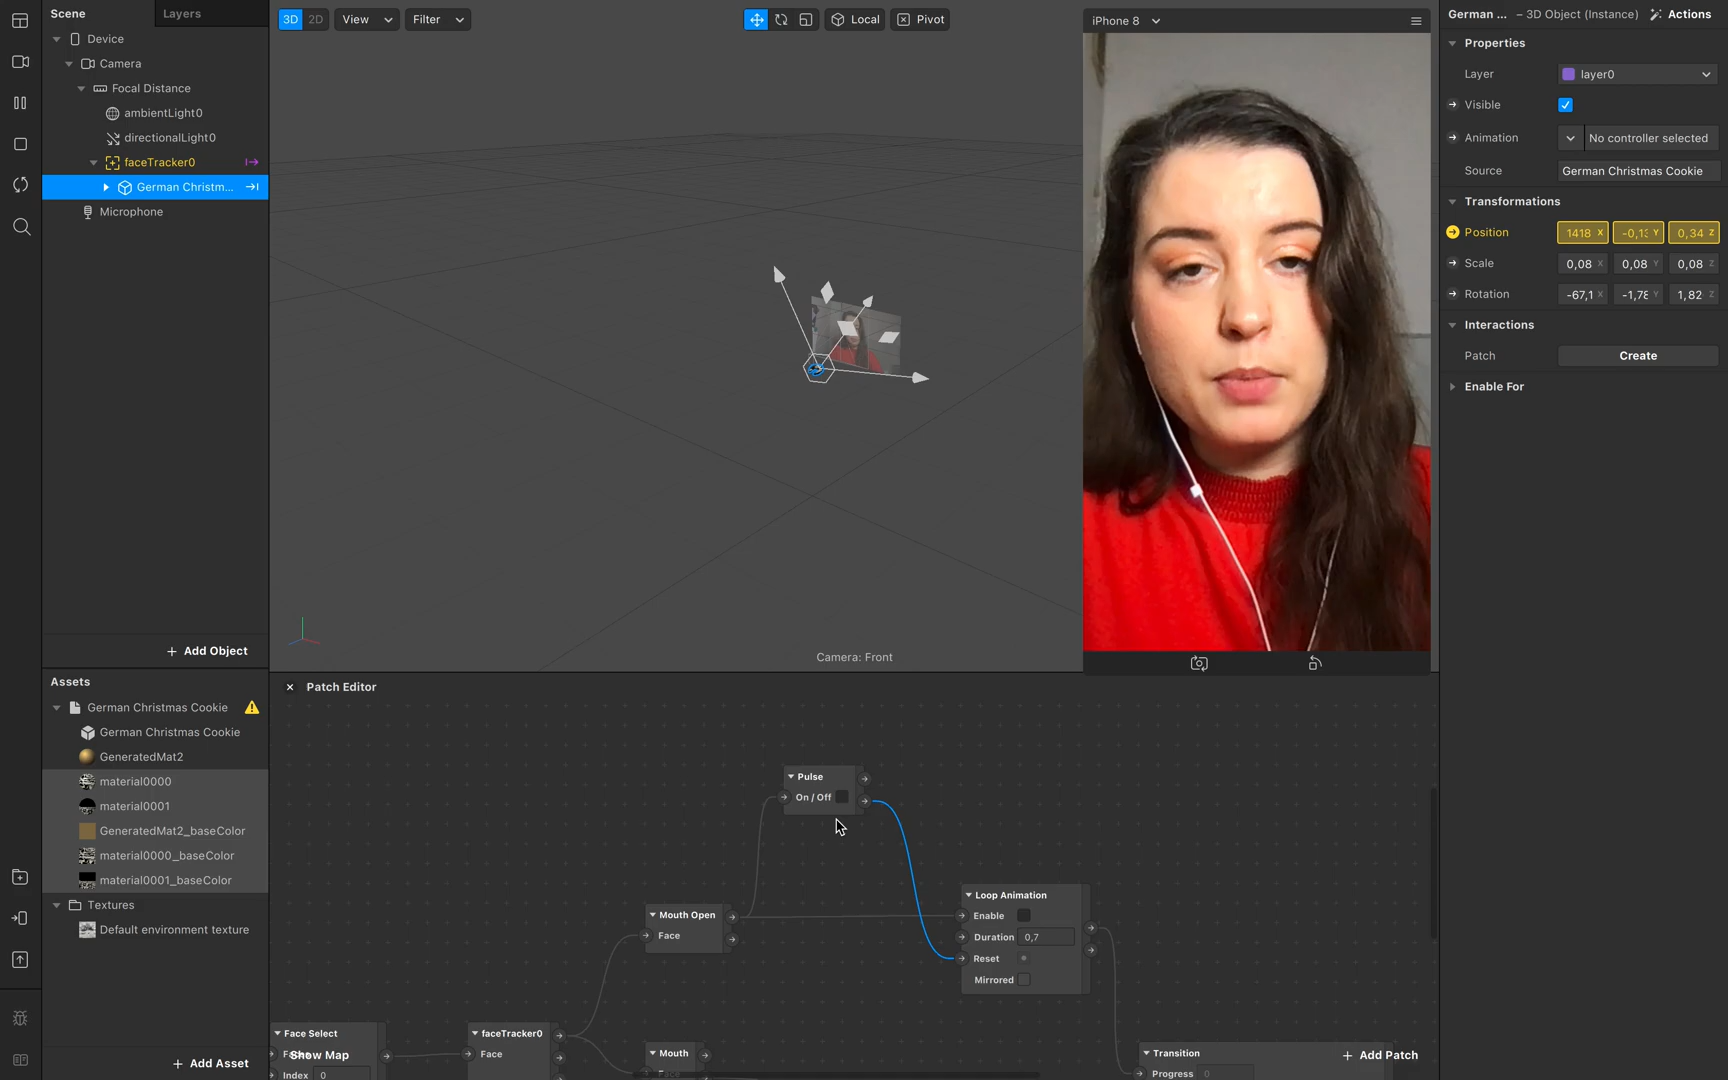 Scene
Layers
Device
Camera
Focal Distance
ambientLight0
directionalLight0
faceTracker0
German Christm...
Microphone
+ Add Object
Assets
German Christmas Cookie
German Christmas Cookie
GeneratedMat2
material0000
material0001
GeneratedMat2_baseColor
material0000_baseColor
material0001_baseColor
Textures
Default environment texture
+ Add Asset
3D 2D View Filter
Local Pivot
Camera: Front
iPhone 8
Patch Editor
Pulse
On / Off
Mouth Open
Face
Loop Animation
Enable
Duration 0,7
Reset
Mirrored
Face Select
Show Map
Index 0
faceTracker0
Face
Mouth
Transition
Progress 0
+ Add Patch
German ... – 3D Object (Instance) Actions
Properties
Layer layer0
Visible
Animation No controller selected
Source German Christmas Cookie
Transformations
Position 1418 X Y 0,34 Z
Scale 0,08 X 0,08 Y 0,08 Z
Rotation -67,1 X -1,78 Y 1,82 Z
Interactions
Patch Create
Enable For